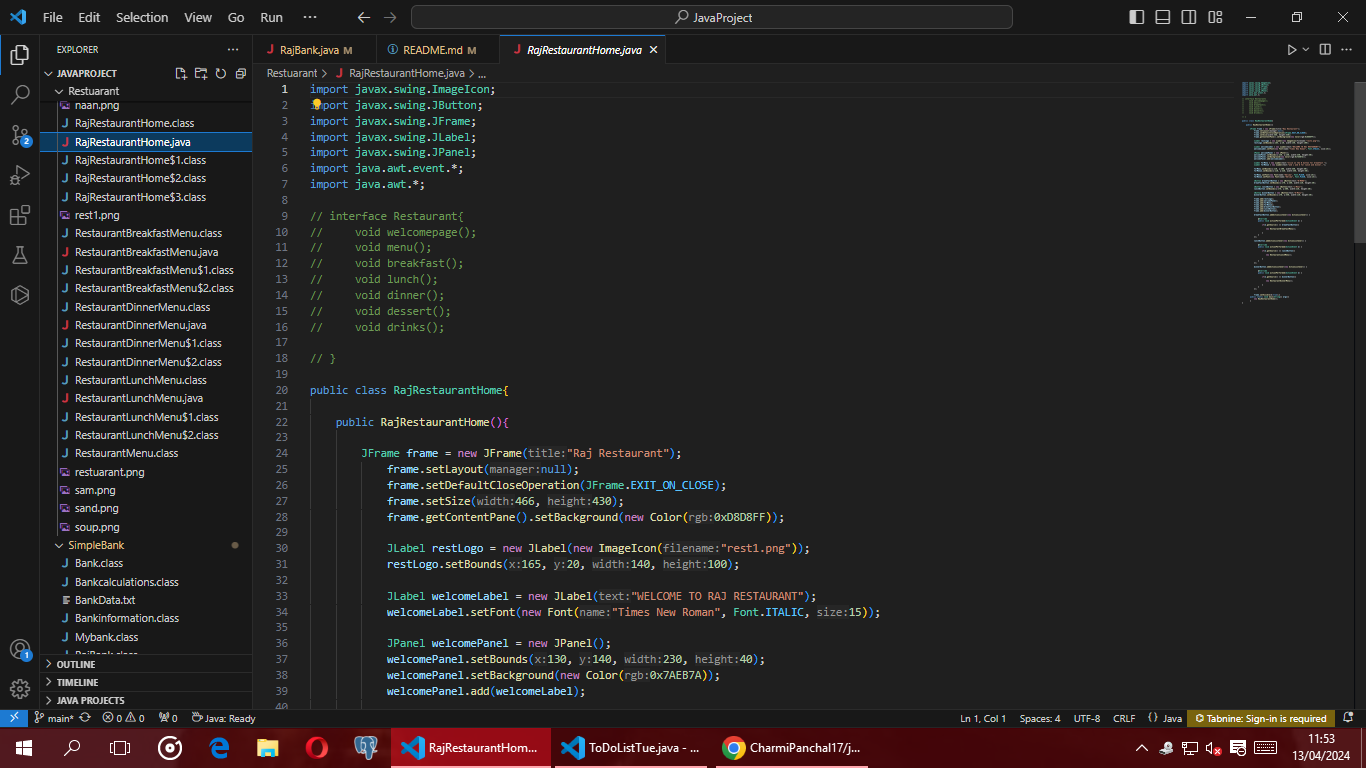 File Edit Selection View Go Run ··· JavaProject
EXPLORER ···
JAVAPROJECT
Restuarant
naan.png
RajRestaurantHome.class
RajRestaurantHome.java
RajRestaurantHome$1.class
RajRestaurantHome$2.class
RajRestaurantHome$3.class
rest1.png
RestaurantBreakfastMenu.class
RestaurantBreakfastMenu.java
RestaurantBreakfastMenu$1.class
RestaurantBreakfastMenu$2.class
RestaurantDinnerMenu.class
RestaurantDinnerMenu.java
RestaurantDinnerMenu$1.class
RestaurantDinnerMenu$2.class
RestaurantLunchMenu.class
RestaurantLunchMenu.java
RestaurantLunchMenu$1.class
RestaurantLunchMenu$2.class
RestaurantMenu.class
restuarant.png
sam.png
sand.png
soup.png
SimpleBank
Bank.class
Bankcalculations.class
BankData.txt
Bankinformation.class
Mybank.class
RajBank.class
OUTLINE
TIMELINE
JAVA PROJECTS
2
1
RajBank.java M README.md M RajRestaurantHome.java
Restuarant > RajRestaurantHome.java > ...
1 import javax.swing.ImageIcon;
2 import javax.swing.JButton;
3 import javax.swing.JFrame;
4 import javax.swing.JLabel;
5 import javax.swing.JPanel;
6 import java.awt.event.*;
7 import java.awt.*;
8
9 // interface Restaurant{
10 // void welcomepage();
11 // void menu();
12 // void breakfast();
13 // void lunch();
14 // void dinner();
15 // void dessert();
16 // void drinks();
17
18 // }
19
20 public class RajRestaurantHome{
21
22 public RajRestaurantHome(){
23
24 JFrame frame = new JFrame(title:"Raj Restaurant");
25 frame.setLayout(manager:null);
26 frame.setDefaultCloseOperation(JFrame.EXIT_ON_CLOSE);
27 frame.setSize(width:466, height:430);
28 frame.getContentPane().setBackground(new Color(rgb:0xD8D8FF));
29
30 JLabel restLogo = new JLabel(new ImageIcon(filename:"rest1.png"));
31 restLogo.setBounds(x:165, y:20, width:140, height:100);
32
33 JLabel welcomeLabel = new JLabel(text:"WELCOME TO RAJ RESTAURANT");
34 welcomeLabel.setFont(new Font(name:"Times New Roman", Font.ITALIC, size:15));
35
36 JPanel welcomePanel = new JPanel();
37 welcomePanel.setBounds(x:130, y:140, width:230, height:40);
38 welcomePanel.setBackground(new Color(rgb:0x7AEB7A));
39 welcomePanel.add(welcomeLabel);
40
main* 0 0 0 Java: Ready Ln 1, Col 1 Spaces: 4 UTF-8 CRLF {} Java Tabnine: Sign-in is required
RajRestaurantHom... ToDoListTue.java - ... CharmiPanchal17/j... 11:53
13/04/2024